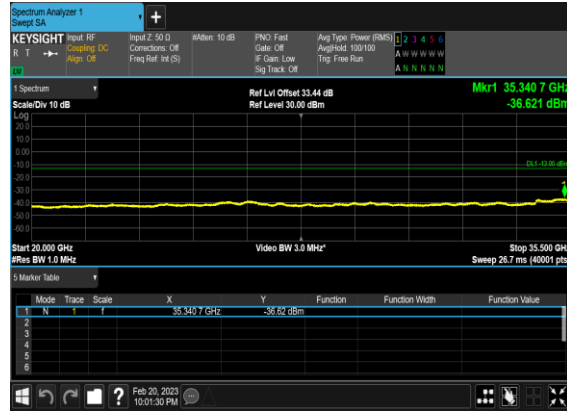 Spectrum Analyzer 1
Swept SA
+
KEYSIGHT Input: RF Input Z: 50 Ω #Atten: 10 dB PNO: Fast Avg Type: Power (RMS) 1 2 3 4 5 6
R T Coupling: DC Corrections: Off Gate: Off Avg|Hold: 100/100 A W W W W W
Align: Off Freq Ref: Int (S) IF Gain: Low Trig: Free Run
LW Sig Track: Off A N N N N N
1 Spectrum Ref Lvl Offset 33.44 dB Mkr1 35.340 7 GHz
Scale/Div 10 dB Ref Level 30.00 dBm -36.621 dBm
Log
20.0
10.0
0.00
-10.0 DL1 -13.00 dBm
-20.0
-30.0 1
-40.0
-50.0
-60.0
Start 20.000 GHz Video BW 3.0 MHz* Stop 35.500 GHz
#Res BW 1.0 MHz Sweep 26.7 ms (40001 pts)
5 Marker Table
Mode Trace Scale X Y Function Function Width Function Value
1 N 1 f 35.340 7 GHz -36.62 dBm
2
3
4
5
6
? Feb 20, 2023
10:01:30 PM